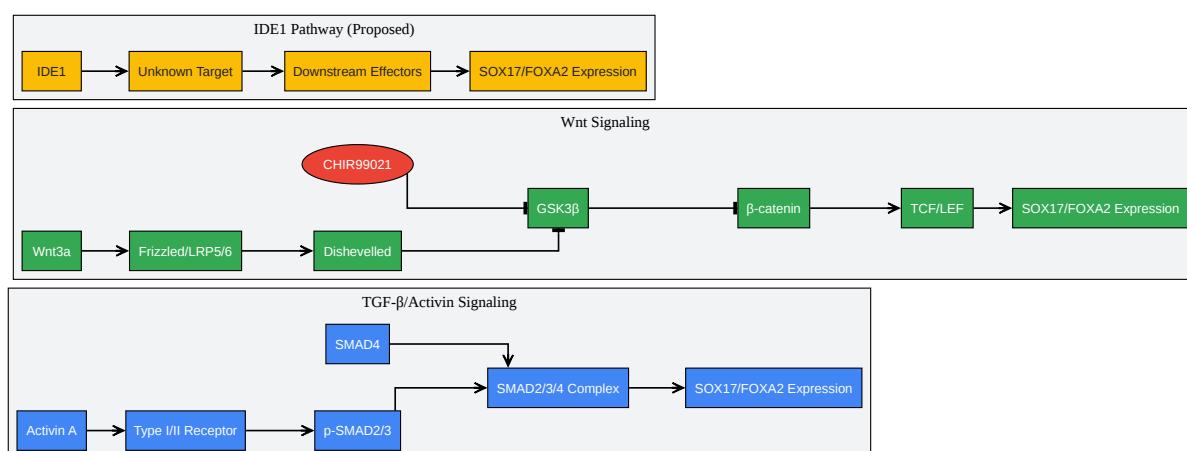 IDE1 Pathway (Proposed)
IDE1
Unknown Target
Downstream Effectors
SOX17/FOXA2 Expression
Wnt Signaling
CHIR99021
GSK3β
β-catenin
TCF/LEF
SOX17/FOXA2 Expression
Wnt3a
Frizzled/LRP5/6
Dishevelled
TGF-β/Activin Signaling
SMAD4
SMAD2/3/4 Complex
SOX17/FOXA2 Expression
Activin A
Type I/II Receptor
p-SMAD2/3